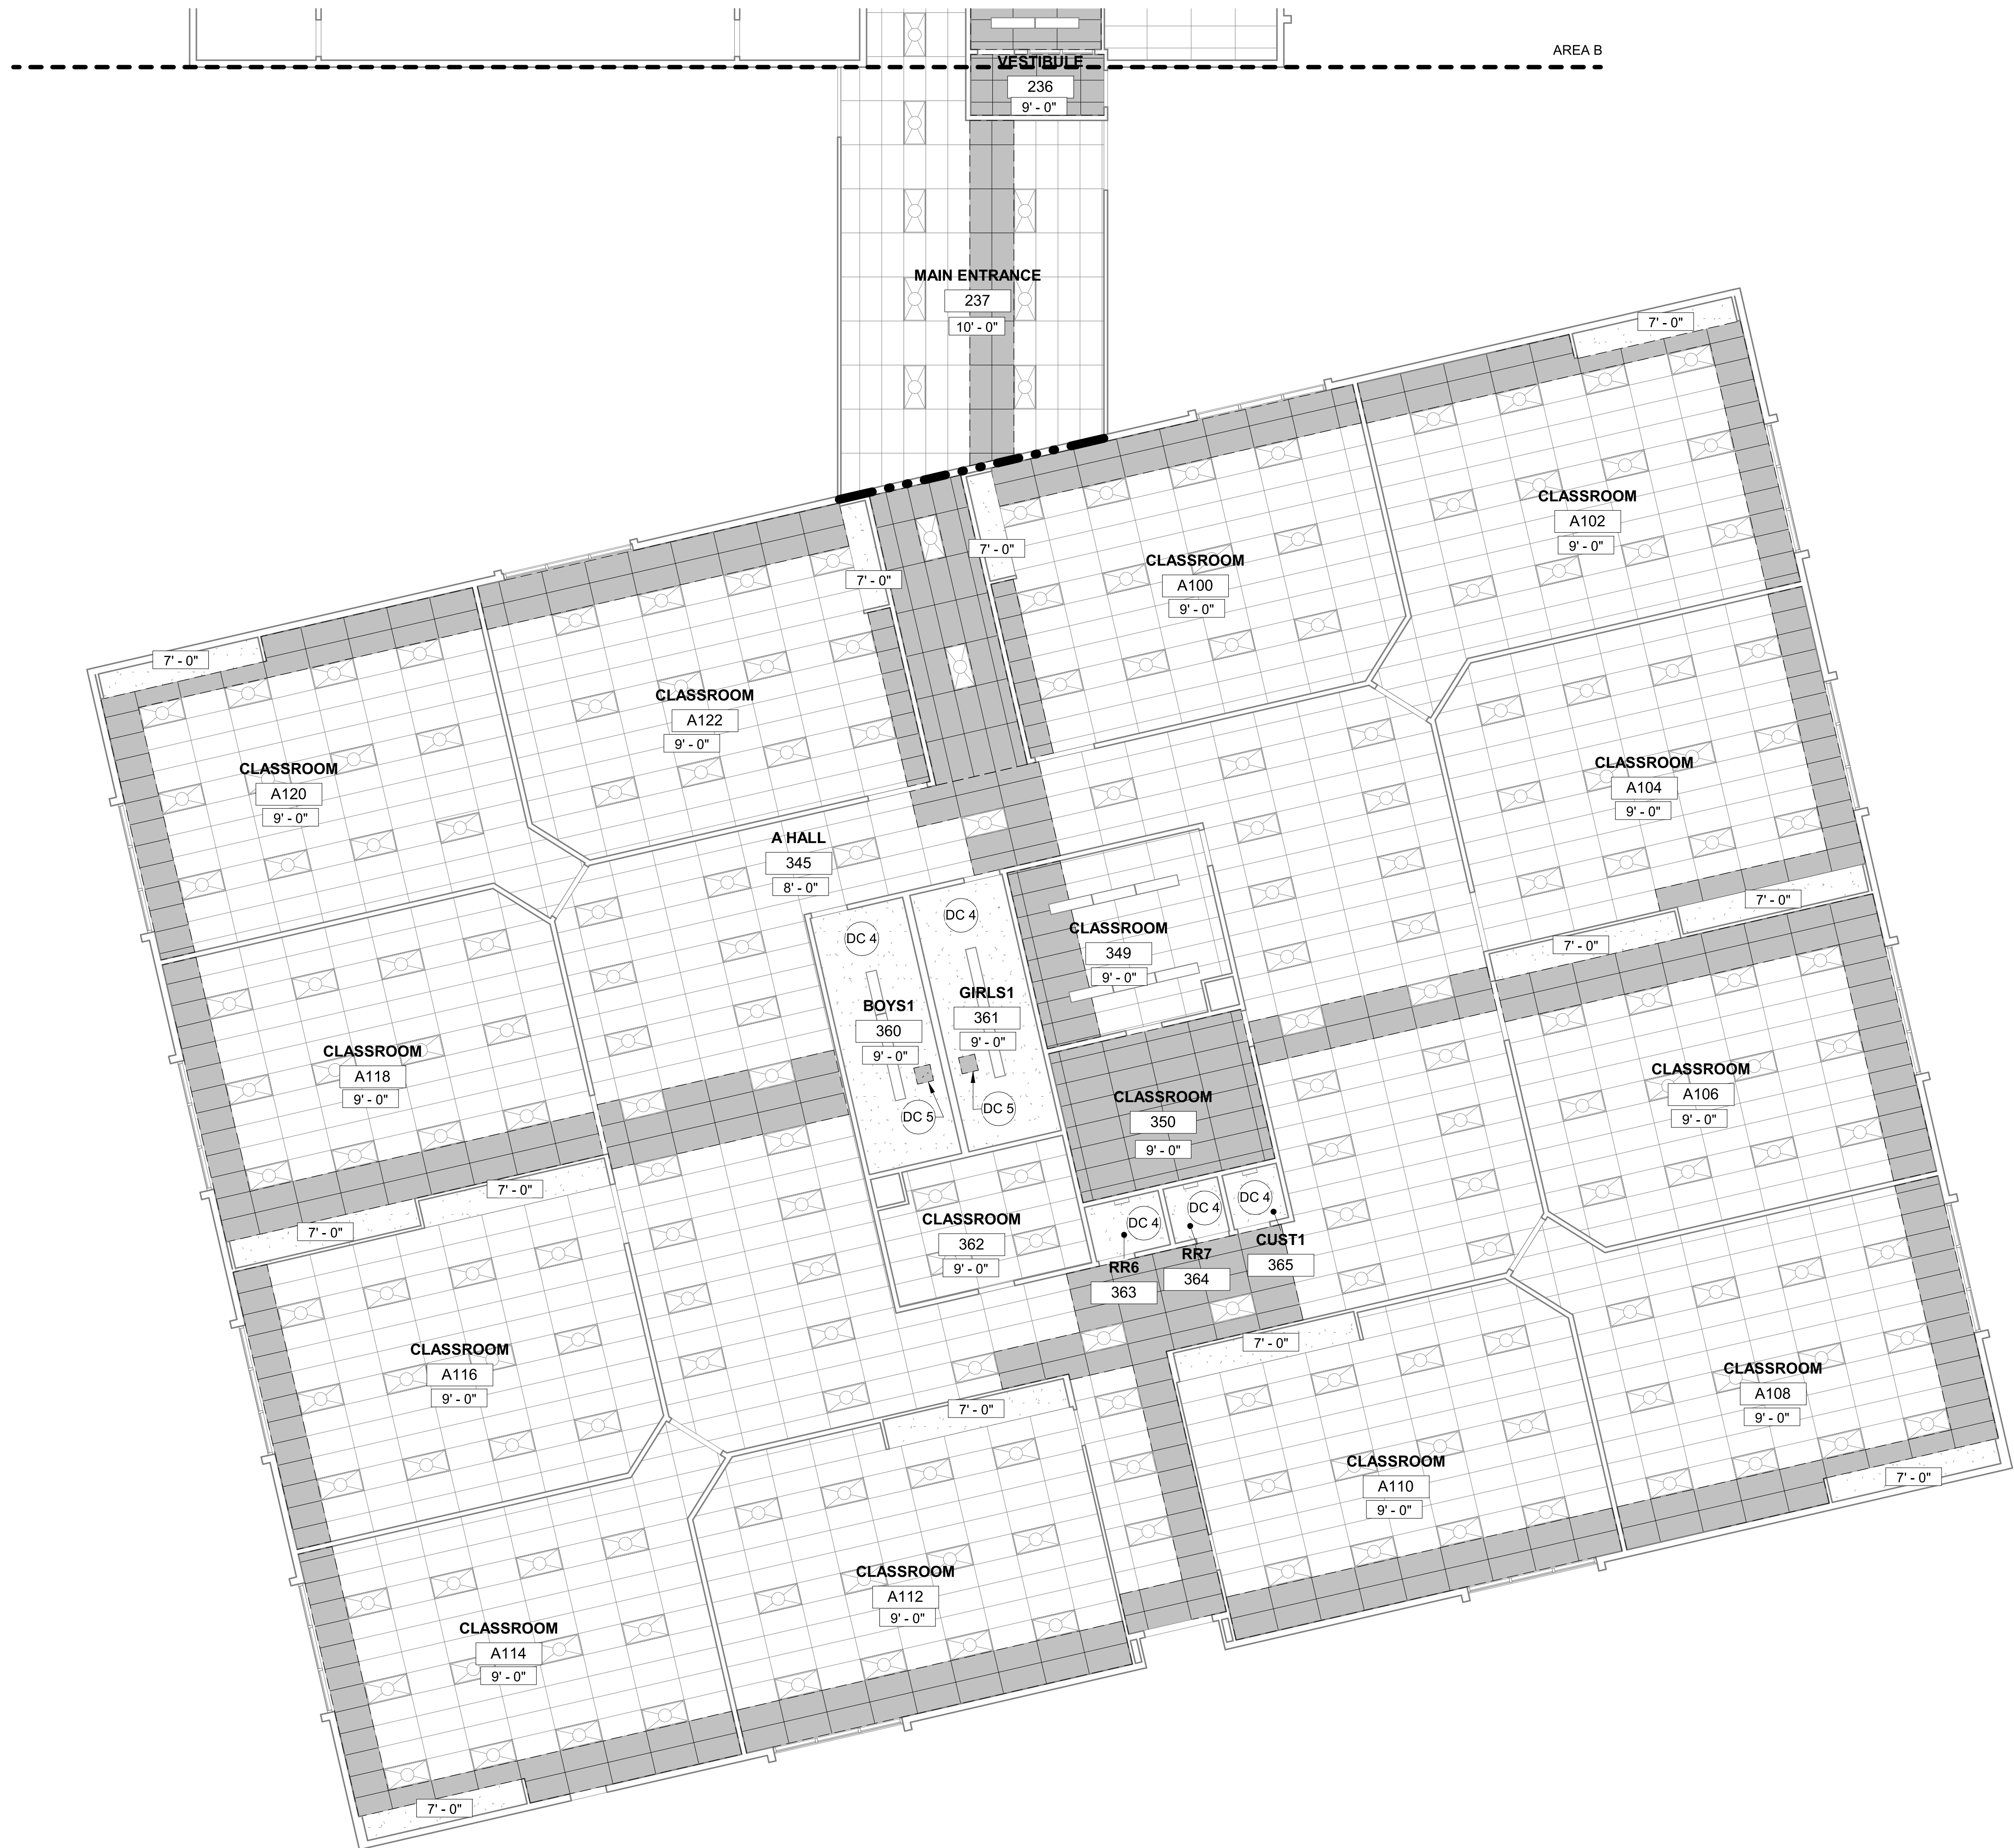 AREA B
VESTIBULE
236
9' - 0"
MAIN ENTRANCE
237
10' - 0"
7' - 0"
CLASSROOM
A102
9' - 0"
7' - 0"
CLASSROOM
A100
9' - 0"
7' - 0"
7' - 0"
CLASSROOM
A122
9' - 0"
CLASSROOM
A120
9' - 0"
CLASSROOM
A104
9' - 0"
A HALL
345
8' - 0"
7' - 0"
7' - 0"
DC 4
DC 4
CLASSROOM
349
9' - 0"
BOYS1
360
9' - 0"
GIRLS1
361
9' - 0"
DC 5
DC 5
CLASSROOM
A118
9' - 0"
CLASSROOM
350
9' - 0"
CLASSROOM
A106
9' - 0"
7' - 0"
7' - 0"
DC 4
DC 4
DC 4
CLASSROOM
362
9' - 0"
RR6
363
RR7
364
CUST1
365
7' - 0"
CLASSROOM
A116
9' - 0"
7' - 0"
CLASSROOM
A108
9' - 0"
CLASSROOM
A110
9' - 0"
7' - 0"
CLASSROOM
A112
9' - 0"
CLASSROOM
A114
9' - 0"
7' - 0"